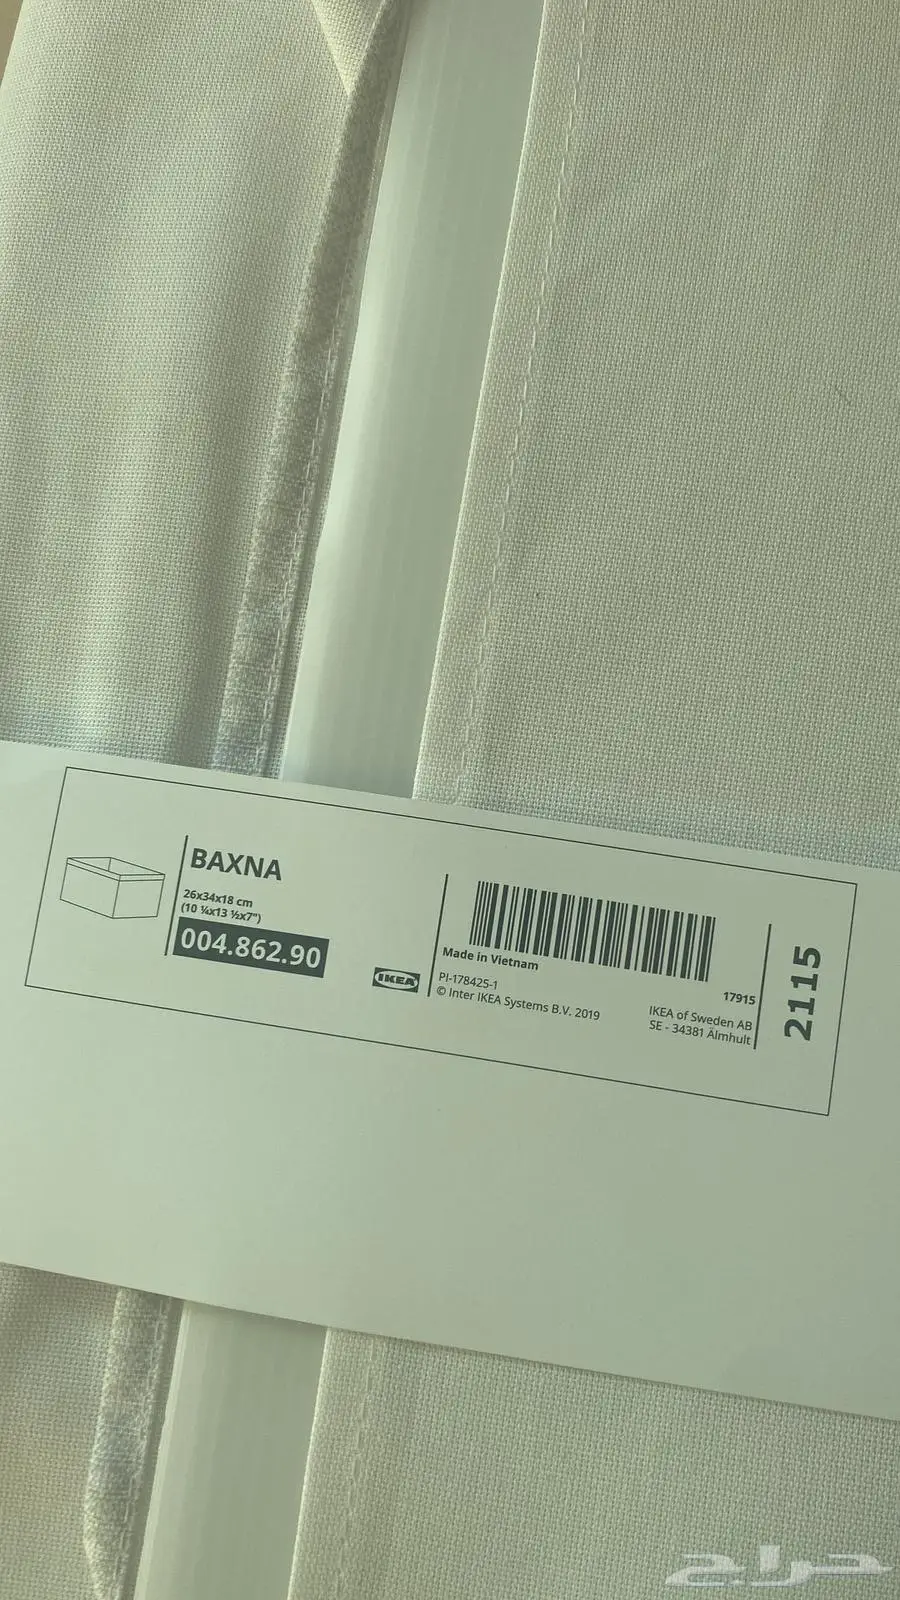 BAXNA
26x34x18 cm
(10 ¼x13 ½x7")
004.862.90
IKEA
Made in Vietnam
PI-178425-1
© Inter IKEA Systems B.V. 2019
17915
IKEA of Sweden AB
SE - 34381 Älmhult
2115
حراج